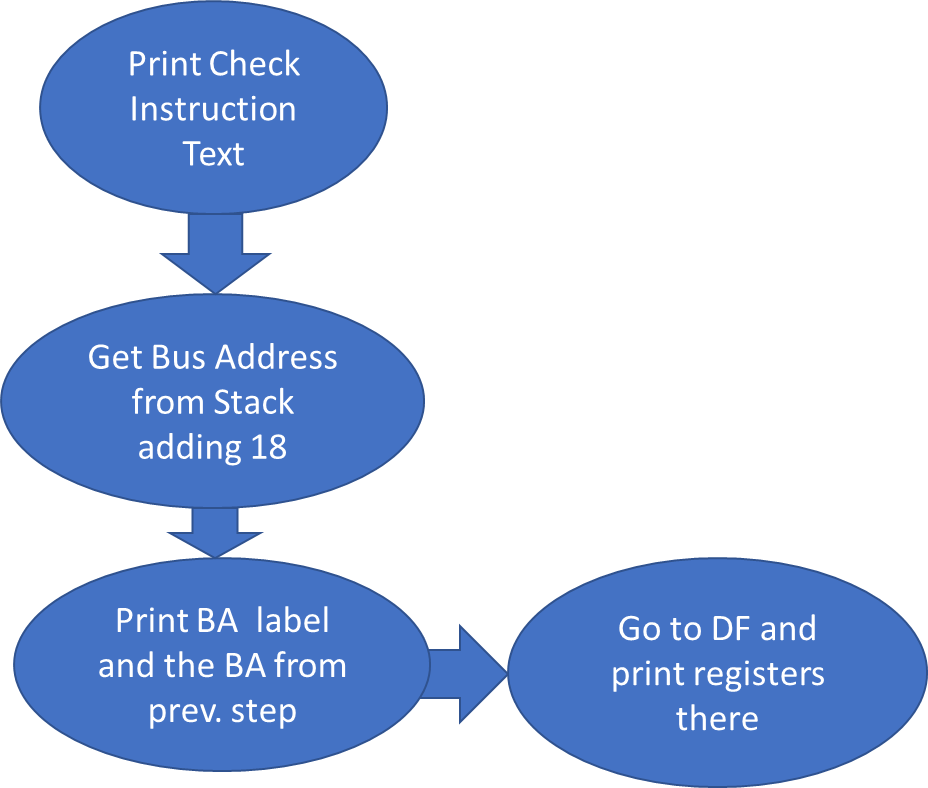 Print Check
Instruction
Text
Get Bus Address
from Stack
adding 18
Print BA  label
and the BA from
prev. step
Go to DF and
print registers
there